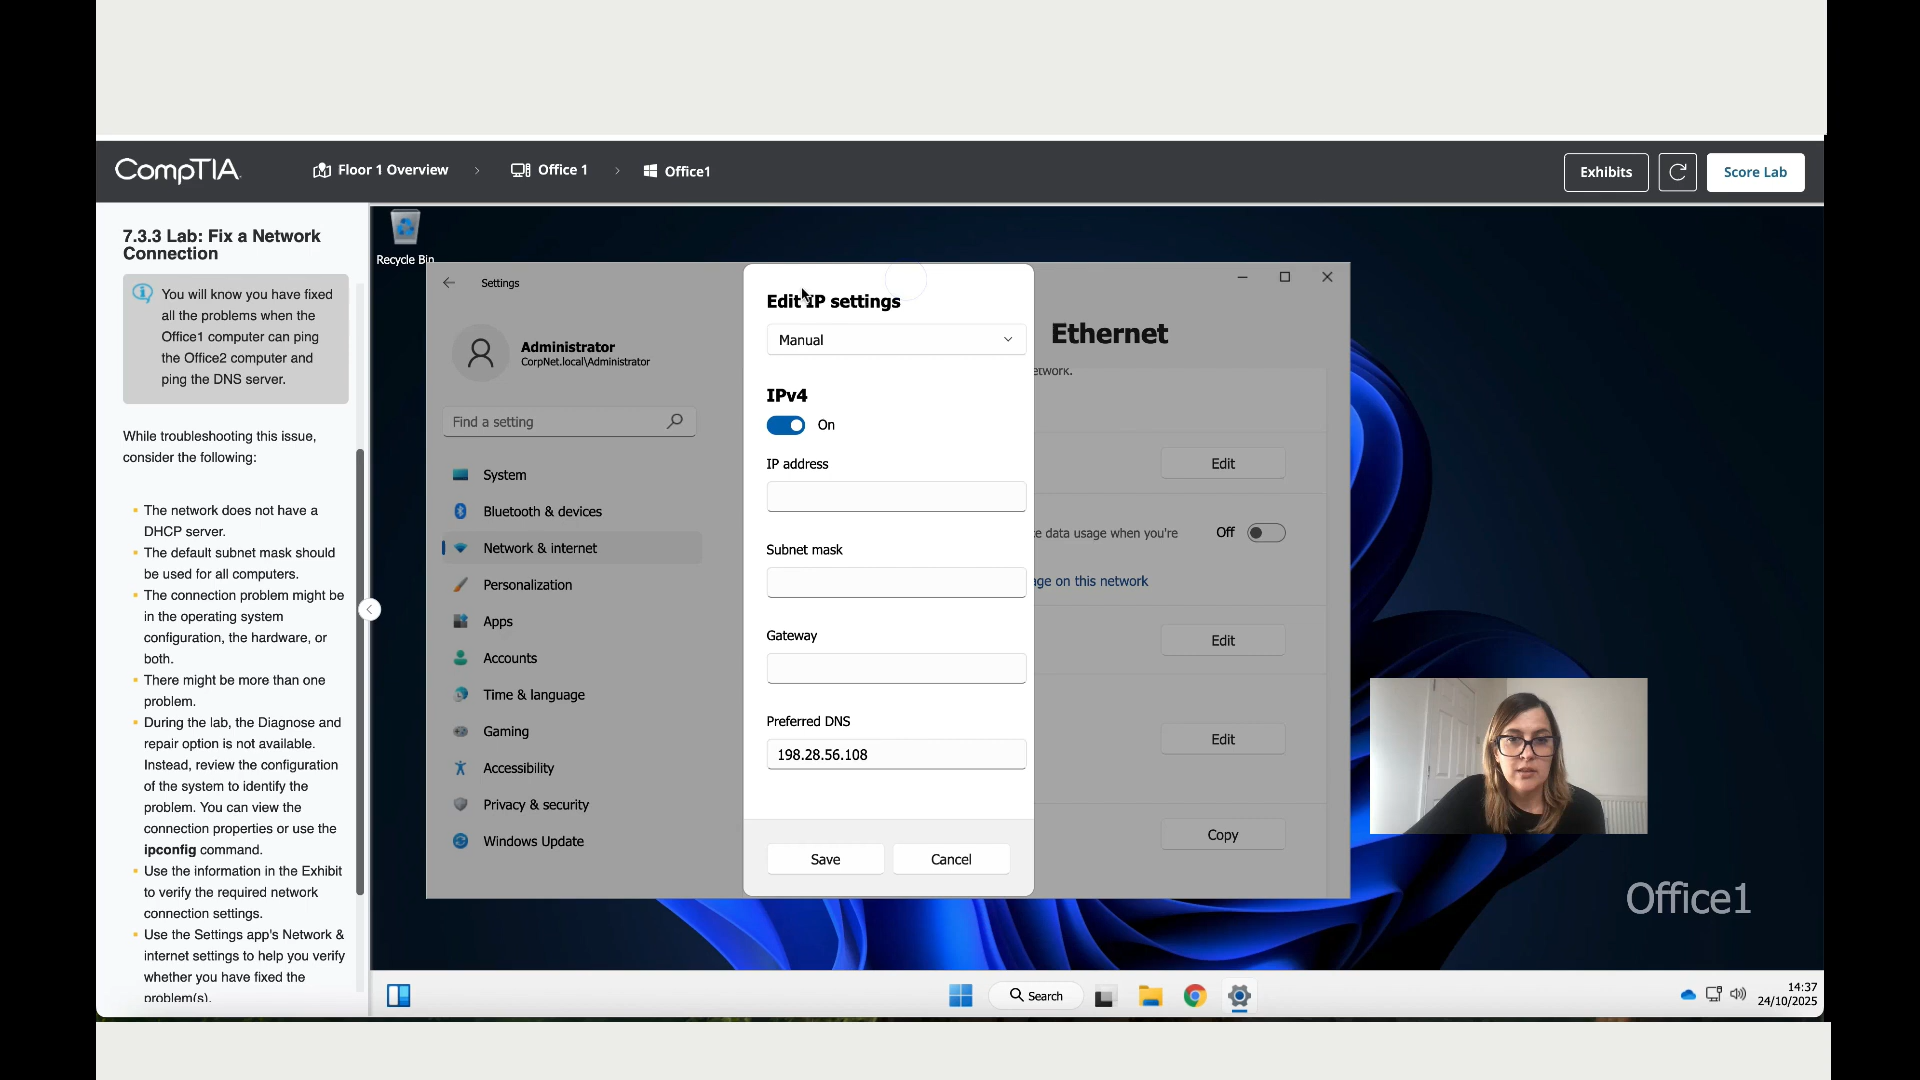 CompTIA
Floor 1 Overview
Office 1
Office1
Exhibits
Score Lab
7.3.3 Lab: Fix a Network
Connection
You will know you have fixed
all the problems when the
Office1 computer can ping
the Office2 computer and
ping the DNS server.
While troubleshooting this issue,
consider the following:
The network does not have a
DHCP server.
The default subnet mask should
be used for all computers.
The connection problem might be
in the operating system
configuration, the hardware, or
both.
There might be more than one
problem.
During the lab, the Diagnose and
repair option is not available.
Instead, review the configuration
of the system to identify the
problem. You can view the
connection properties or use the
ipconfig command.
Use the information in the Exhibit
to verify the required network
connection settings.
Use the Settings app's Network &
internet settings to help you verify
whether you have fixed the
problem(s).
Recycle Bin
Settings
Administrator
CorpNet.local\Administrator
Find a setting
System
Bluetooth & devices
Network & internet
Personalization
Apps
Accounts
Time & language
Gaming
Accessibility
Privacy & security
Windows Update
Edit IP settings
Manual
IPv4
On
IP address
Subnet mask
Gateway
Preferred DNS
198.28.56.108
Save
Cancel
Ethernet
etwork.
Edit
e data usage when you're
Off
age on this network
Edit
Edit
Copy
Office1
Search
14:37
24/10/2025